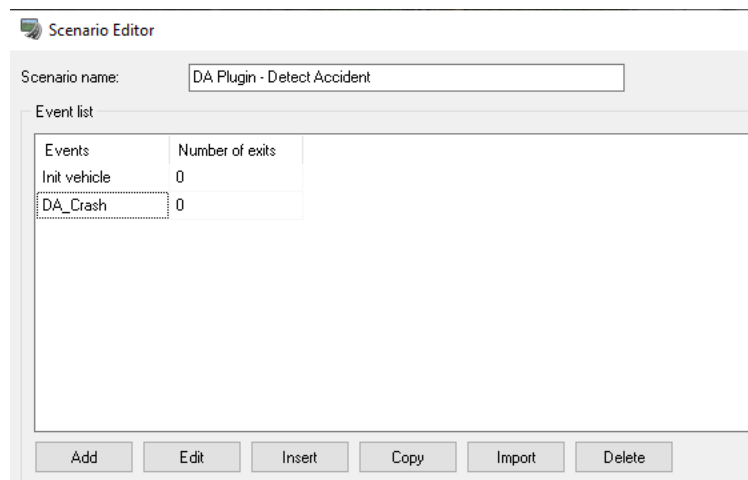 Scenario Editor
Scenario name: DA Plugin - Detect Accident
Event list
Events Number of exits
Init vehicle 0
DA_Crash 0
Add Edit Insert Copy Import Delete